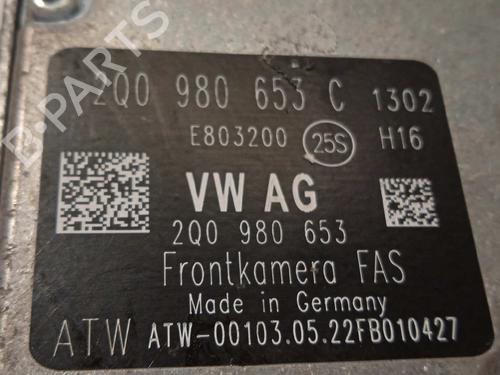 2Q0 980 653 C 1302
E803200 25S H16
VW AG
2Q0 980 653
Frontkamera FAS
Made in Germany
ATW ATW-00103.05.22FB010427
B-PARTS